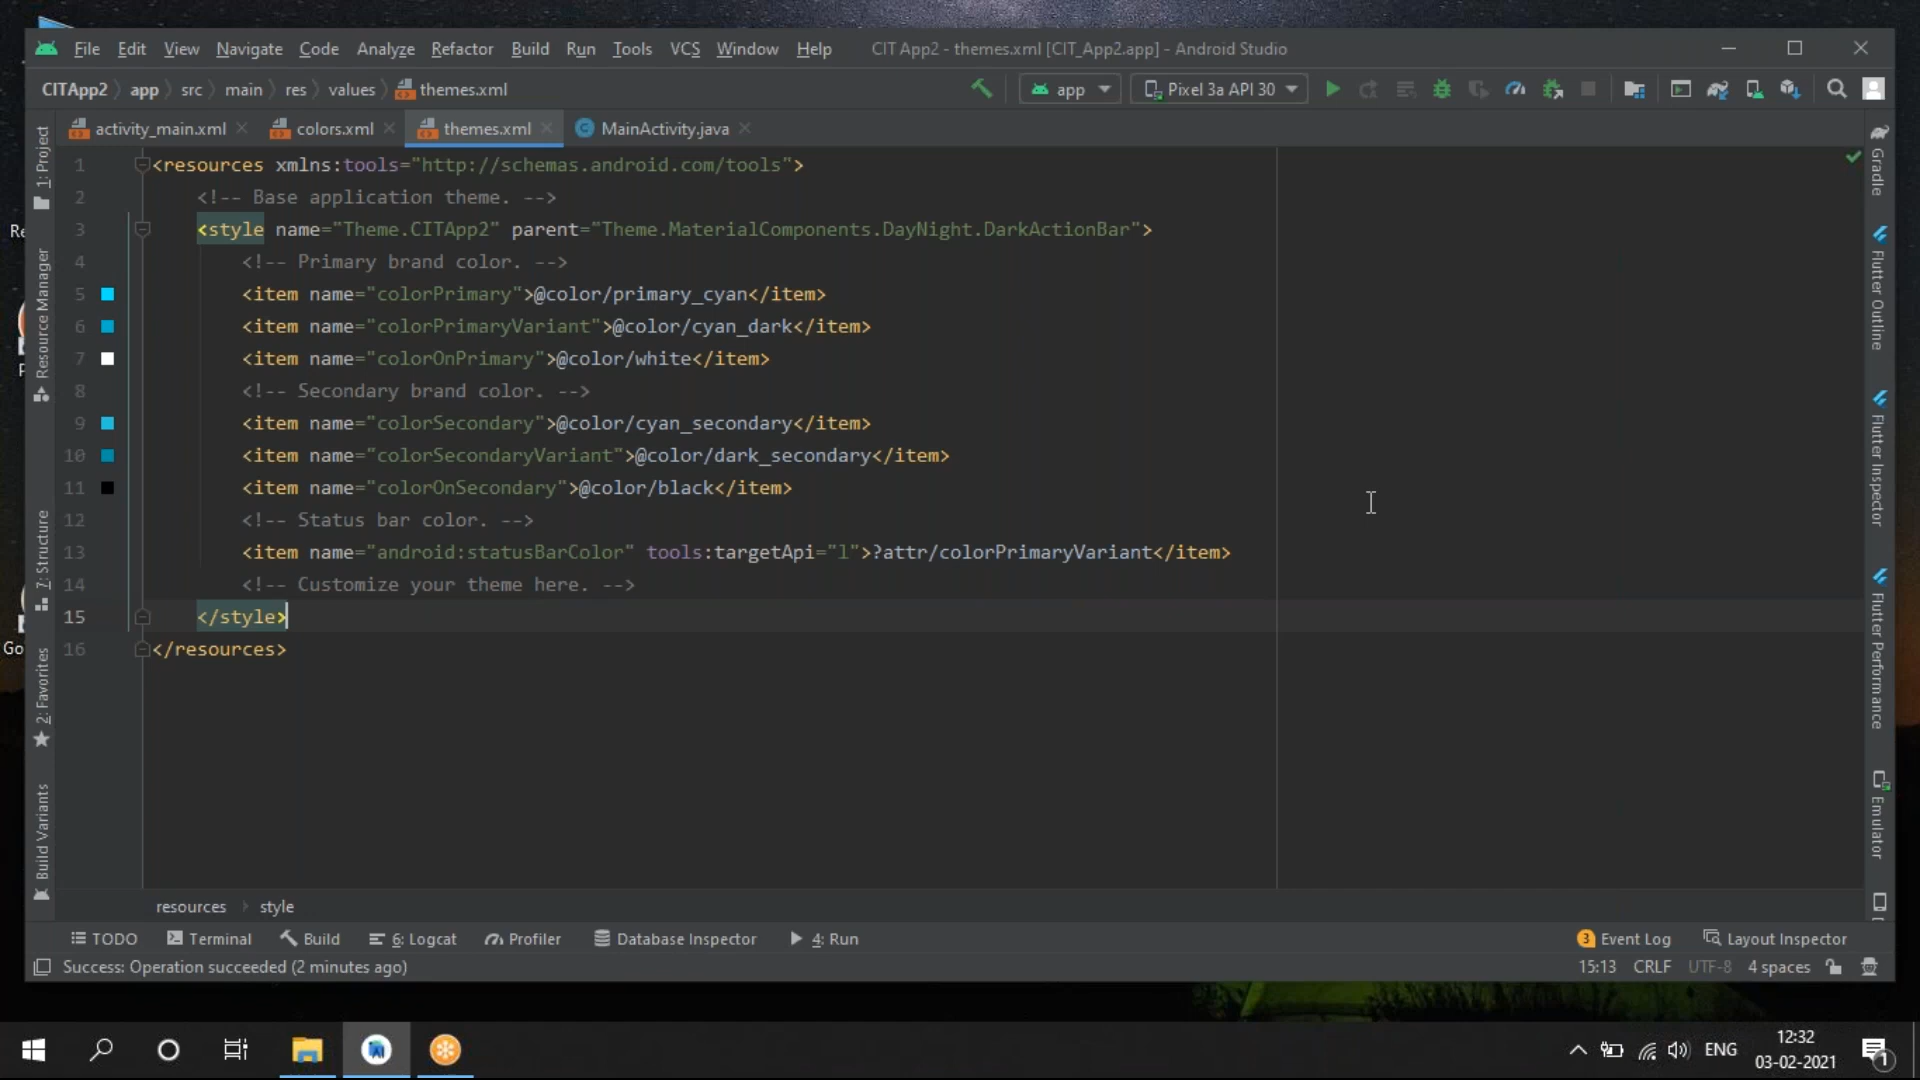 File Edit View Navigate Code Analyze Refactor Build Run Tools VCS Window Help CIT App2 - themes.xml [CIT_App2.app] - Android Studio
CITApp2 app src main res values themes.xml app Pixel 3a API 30
activity_main.xml colors.xml themes.xml MainActivity.java
1 <resources xmlns:tools="http://schemas.android.com/tools">
2 <!-- Base application theme. -->
3 <style name="Theme.CITApp2" parent="Theme.MaterialComponents.DayNight.DarkActionBar">
4 <!-- Primary brand color. -->
5 <item name="colorPrimary">@color/primary_cyan</item>
6 <item name="colorPrimaryVariant">@color/cyan_dark</item>
7 <item name="colorOnPrimary">@color/white</item>
8 <!-- Secondary brand color. -->
9 <item name="colorSecondary">@color/cyan_secondary</item>
10 <item name="colorSecondaryVariant">@color/dark_secondary</item>
11 <item name="colorOnSecondary">@color/black</item>
12 <!-- Status bar color. -->
13 <item name="android:statusBarColor" tools:targetApi="l">?attr/colorPrimaryVariant</item>
14 <!-- Customize your theme here. -->
15 </style>
16 </resources>
1: Project
Resource Manager
7: Structure
2: Favorites
Build Variants
Gradle
Flutter Outline
Flutter Inspector
Flutter Performance
Emulator
resources style
TODO Terminal Build 6: Logcat Profiler Database Inspector 4: Run 3 Event Log Layout Inspector
Success: Operation succeeded (2 minutes ago) 15:13 CRLF UTF-8 4 spaces
ENG 12:32
03-02-2021 1